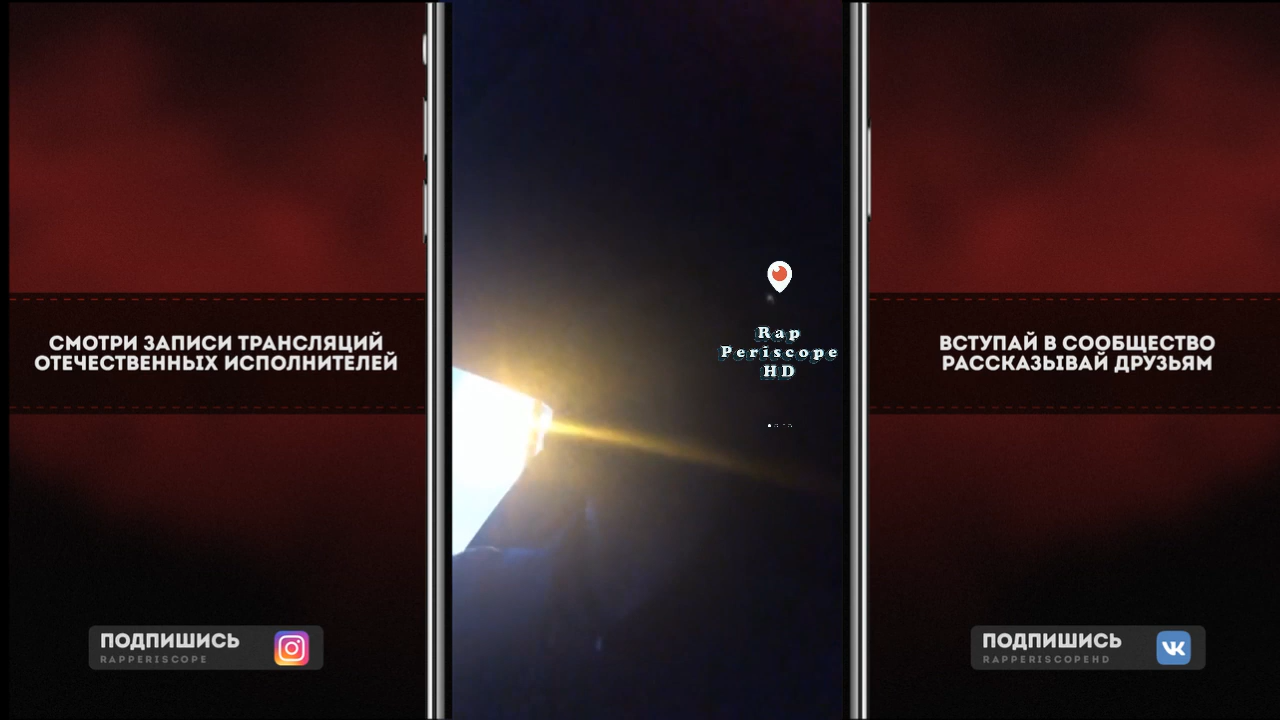 СМОТРИ ЗАПИСИ ТРАНСЛЯЦИЙ
ОТЕЧЕСТВЕННЫХ ИСПОЛНИТЕЛЕЙ
ПОДПИШИСЬ
RAPPERISCOPE
Rap
Periscope
HD
ВСТУПАЙ В СООБЩЕСТВО
РАССКАЗЫВАЙ ДРУЗЬЯМ
ПОДПИШИСЬ
RAPPERISCOPEHD